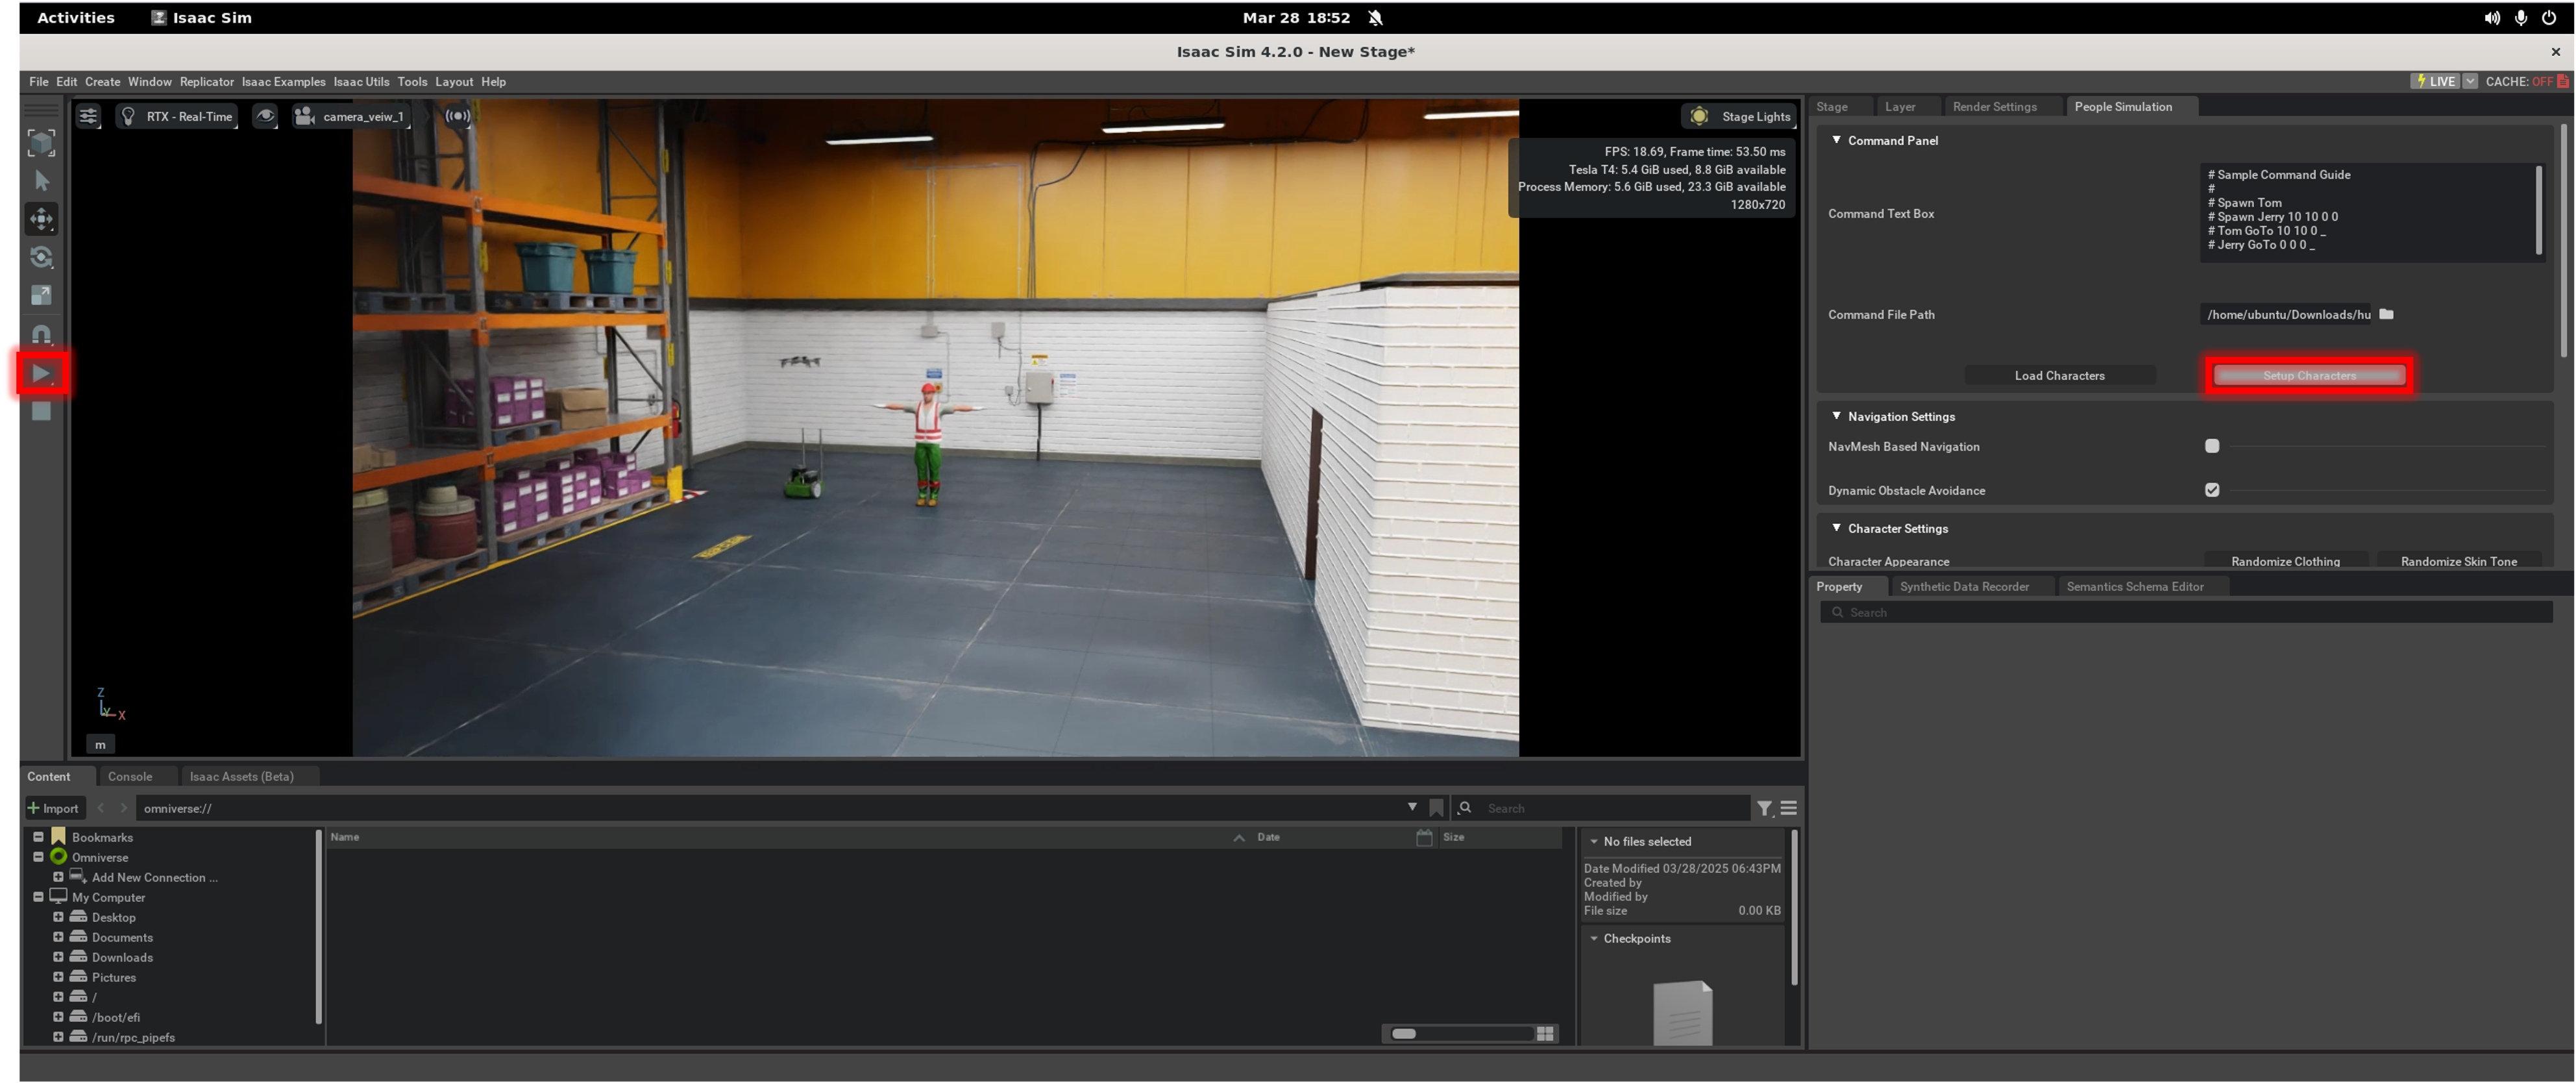 Activities Isaac Sim Mar 28 18:52
Isaac Sim 4.2.0 - New Stage*
File Edit Create Window Replicator Isaac Examples Isaac Utils Tools Layout Help LIVE CACHE: OFF
RTX - Real-Time camera_veiw_1 Stage Lights
FPS: 18.69, Frame time: 53.50 ms
Tesla T4: 5.4 GiB used, 8.8 GiB available
Process Memory: 5.6 GiB used, 23.3 GiB available
1280x720
Z
Y
X
m
Stage Layer Render Settings People Simulation
Command Panel
Command Text Box
# Sample Command Guide
#
# Spawn Tom
# Spawn Jerry 10 10 0 0
# Tom GoTo 10 10 0 _
# Jerry GoTo 0 0 0 _
Command File Path /home/ubuntu/Downloads/hu
Load Characters Setup Characters
Navigation Settings
NavMesh Based Navigation
Dynamic Obstacle Avoidance
Character Settings
Character Appearance Randomize Clothing Randomize Skin Tone
Property Synthetic Data Recorder Semantics Schema Editor
Search
Content Console Isaac Assets (Beta)
Import omniverse:// Search
Bookmarks
Omniverse
Add New Connection ...
My Computer
Desktop
Documents
Downloads
Pictures
/
/boot/efi
/run/rpc_pipefs
Name Date Size
No files selected
Date Modified 03/28/2025 06:43PM
Created by
Modified by
File size 0.00 KB
Checkpoints